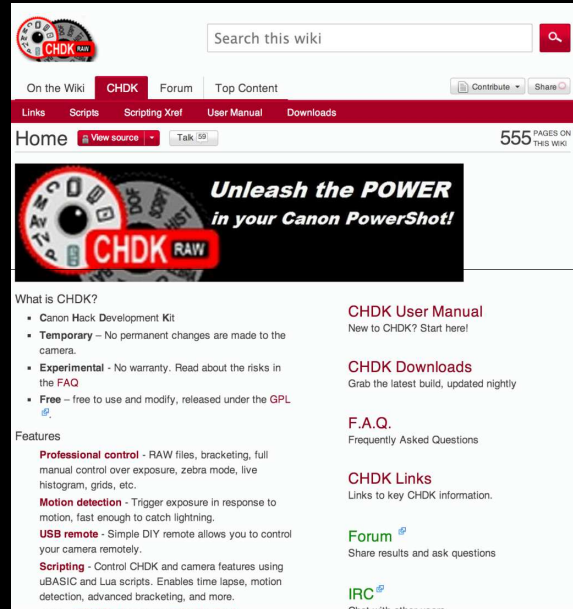 CHDK RAW
Search this wiki
On the Wiki CHDK Forum Top Content
Contribute Share
Links Scripts Scripting Xref User Manual Downloads
Home View source Talk 59
555 PAGES ON
THIS WIKI
Unleash the POWER
in your Canon PowerShot!
CHDK RAW
What is CHDK?
Canon Hack Development Kit
Temporary – No permanent changes are made to the
camera.
Experimental - No warranty. Read about the risks in
the FAQ
Free – free to use and modify, released under the GPL
.
Features
Professional control - RAW files, bracketing, full
manual control over exposure, zebra mode, live
histogram, grids, etc.
Motion detection - Trigger exposure in response to
motion, fast enough to catch lightning.
USB remote - Simple DIY remote allows you to control
your camera remotely.
Scripting - Control CHDK and camera features using
uBASIC and Lua scripts. Enables time lapse, motion
detection, advanced bracketing, and more.
CHDK User Manual
New to CHDK? Start here!
CHDK Downloads
Grab the latest build, updated nightly
F.A.Q.
Frequently Asked Questions
CHDK Links
Links to key CHDK information.
Forum
Share results and ask questions
IRC